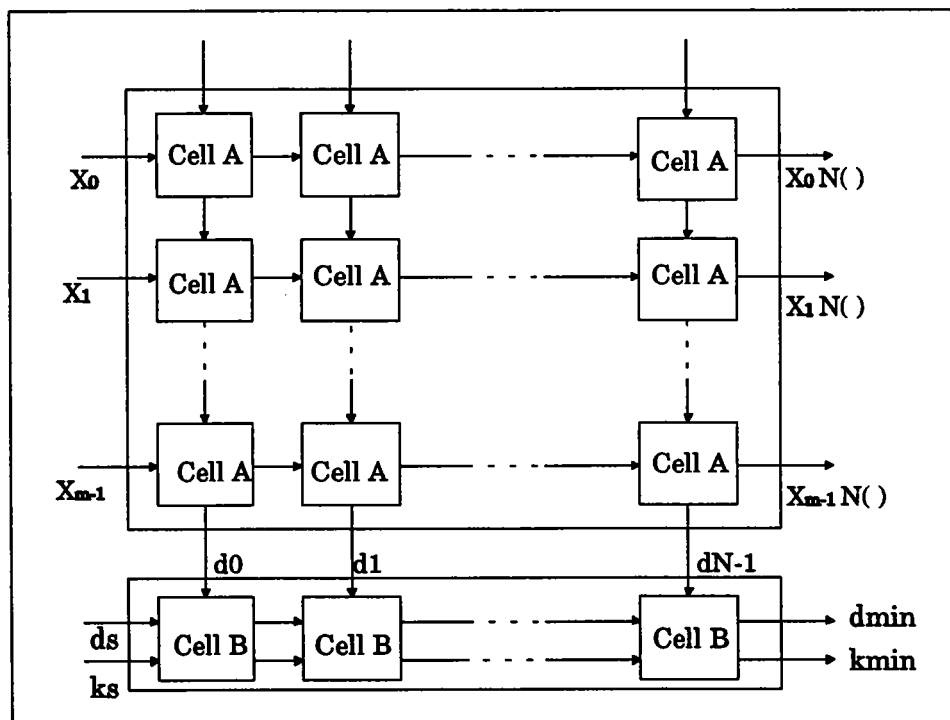 Cell A Cell A Cell A
X0 X0 N( )
Cell A Cell A Cell A
X1 X1 N( )
Cell A Cell A Cell A
Xm-1 Xm-1 N( )
d0 d1 dN-1
ds Cell B Cell B Cell B dmin
ks kmin